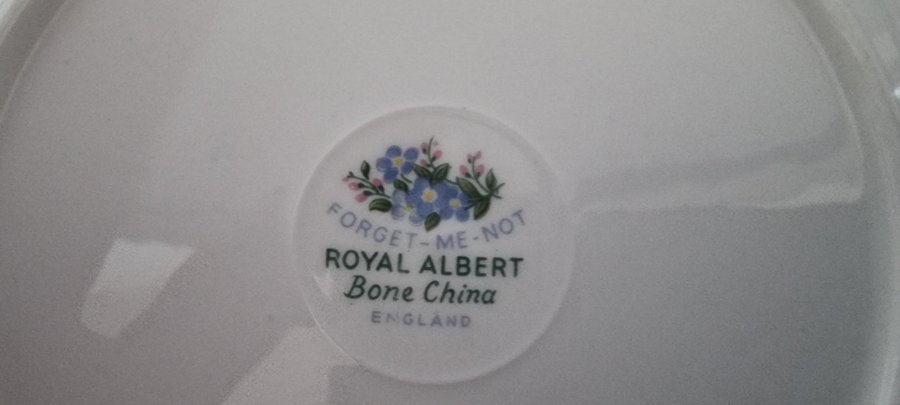 FORGET-ME-NOT
ROYAL ALBERT
Bone China
ENGLAND